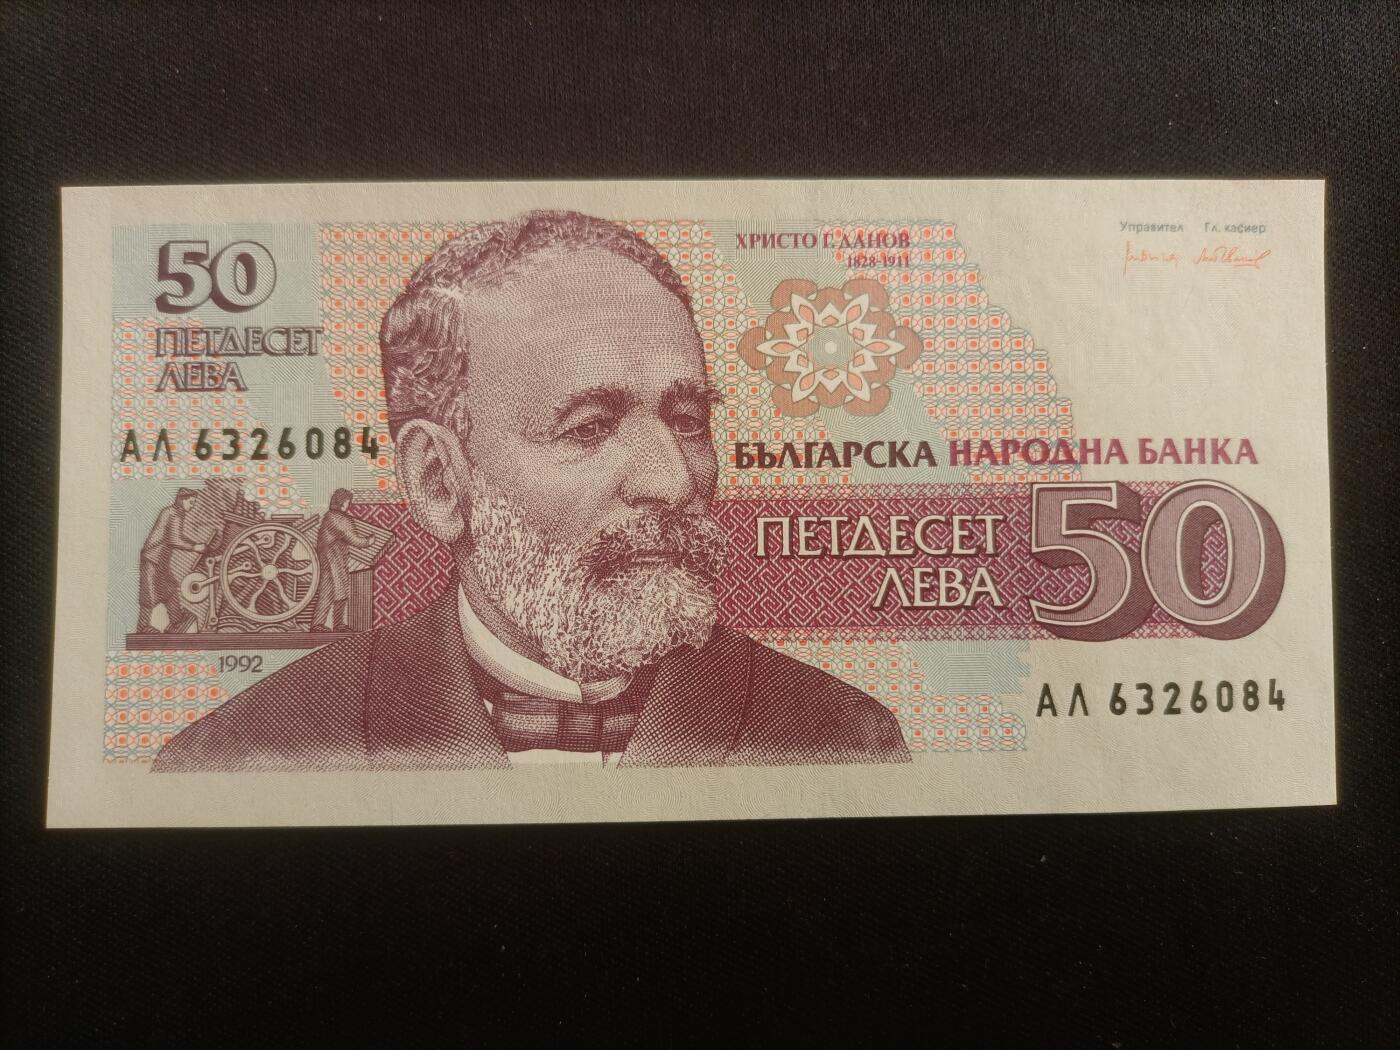 50
ПЕТДЕСЕТ
ЛЕВА
ХРИСТО Г. ДАНОВ
1828-1911
Управител Гл. касиер
АЛ 6326084
БЪЛГАРСКА НАРОДНА БАНКА
ПЕТДЕСЕТ
ЛЕВА
50
1992
АЛ 6326084